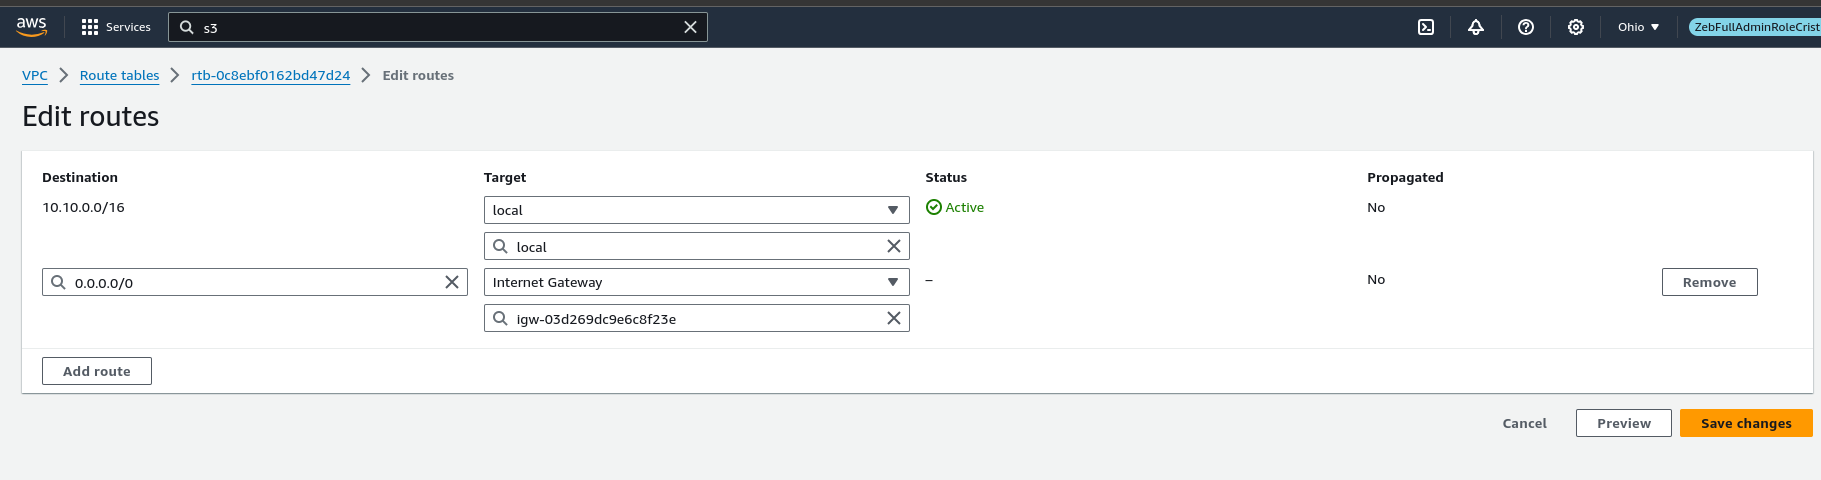 aws Services s3 Ohio ZebFullAdminRoleCrist
VPC Route tables rtb-0c8ebf0162bd47d24 Edit routes
Edit routes
Destination Target Status Propagated
10.10.0.0/16 local Active No
local
0.0.0.0/0 Internet Gateway – No Remove
igw-03d269dc9e6c8f23e
Add route
Cancel Preview Save changes